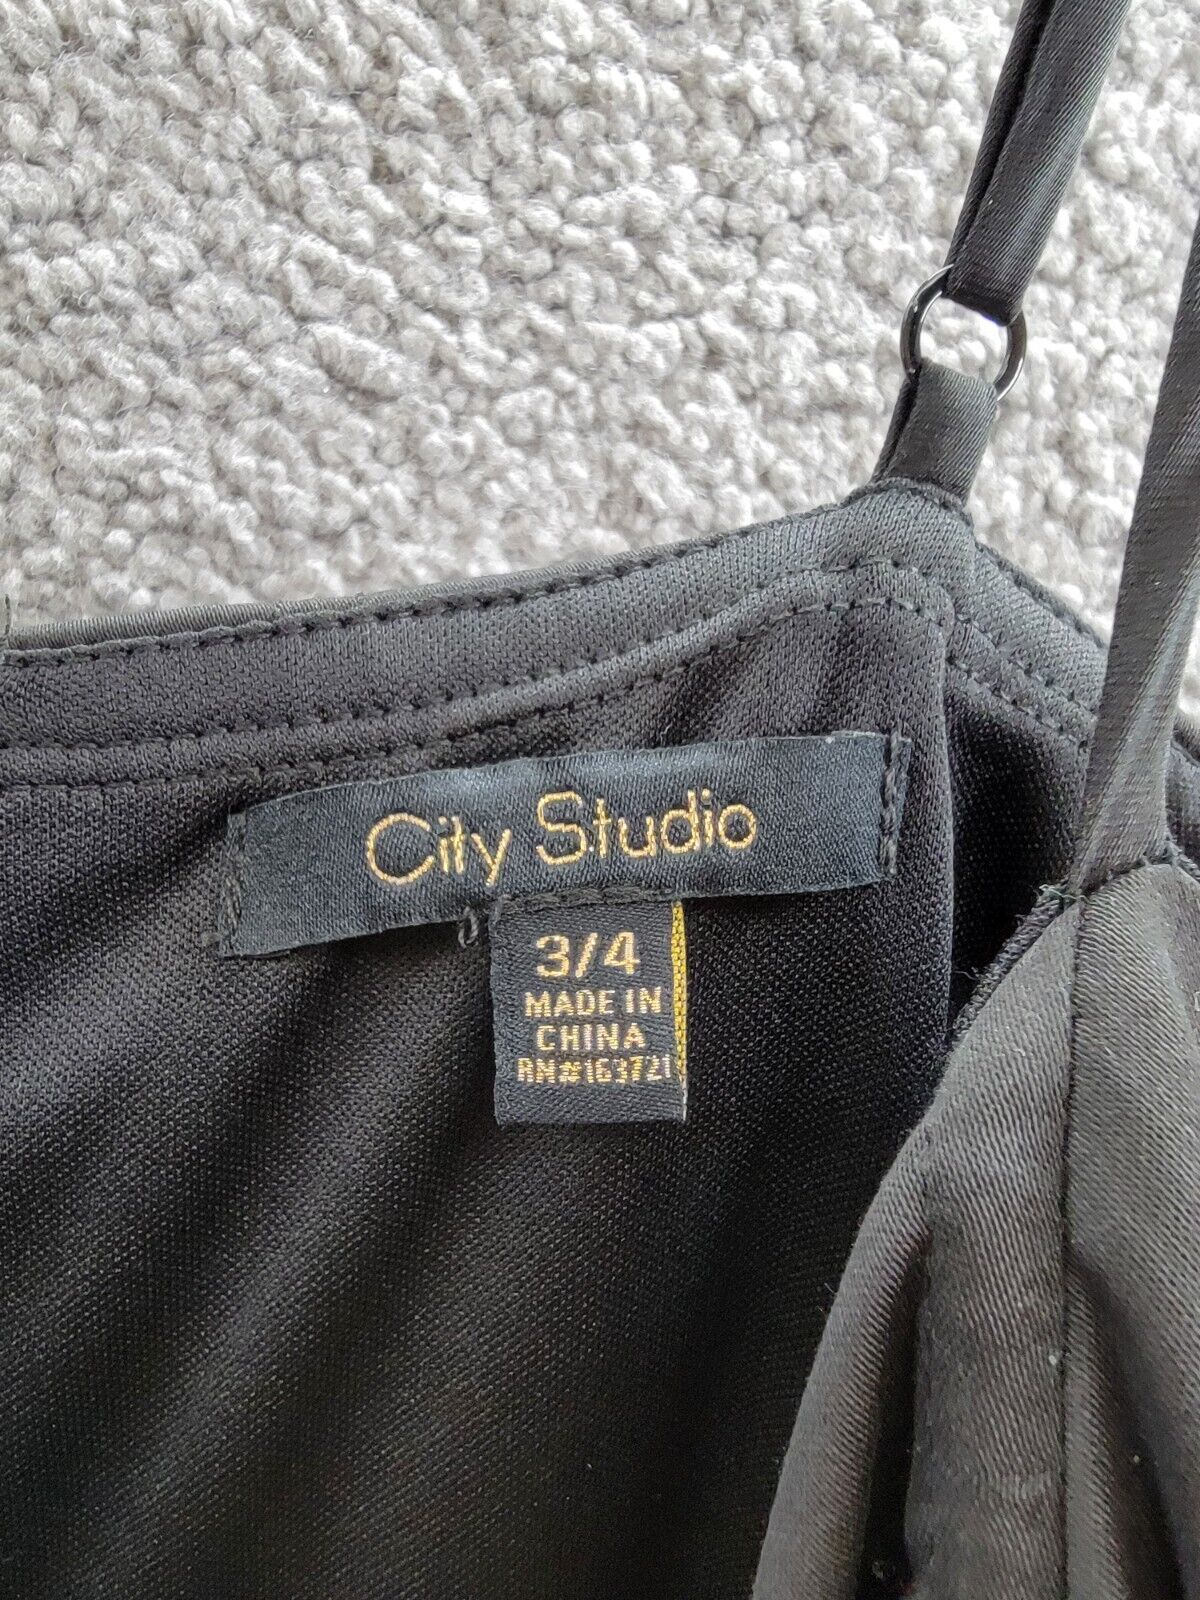 City Studio
3/4
MADE IN
CHINA
RN#163721